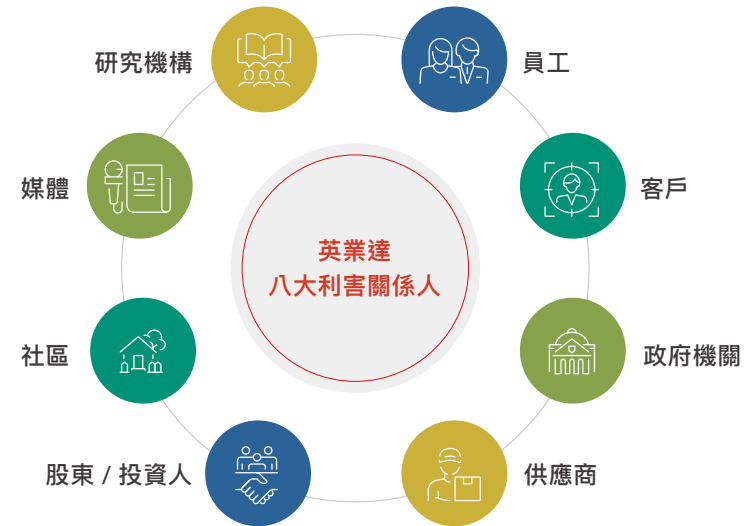 研究機構
員工
媒體
客戶
英業達
八大利害關係人
社區
政府機關
股東 / 投資人
供應商